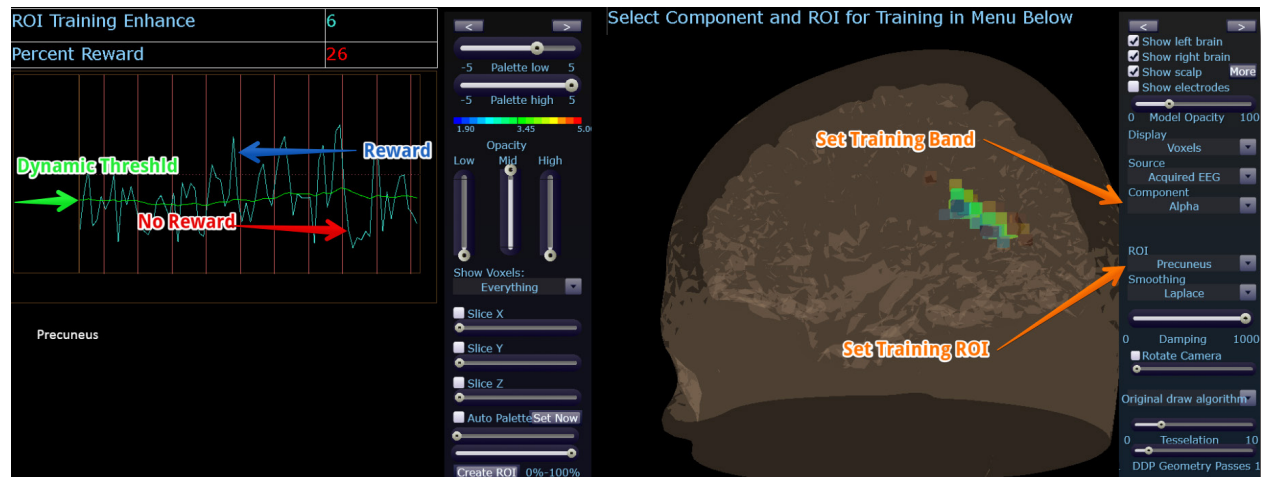 ROI Training Enhance 6
Percent Reward 26
Dynamic Threshld
Reward
No Reward
Precuneus
< >
-5 Palette low 5
-5 Palette high 5
1.90 3.45 5.00
Opacity
Low Mid High
Show Voxels:
Everything
Slice X
Slice Y
Slice Z
Auto Palette Set Now
Create ROI 0%-100%
Select Component and ROI for Training in Menu Below
Set Training Band
Set Training ROI
< >
Show left brain
Show right brain
Show scalp More
Show electrodes
0 Model Opacity 100
Display
Voxels
Source
Acquired EEG
Component
Alpha
ROI
Precuneus
Smoothing
Laplace
0 Damping 1000
Rotate Camera
Original draw algorithm
0 Tesselation 10
DDP Geometry Passes 1